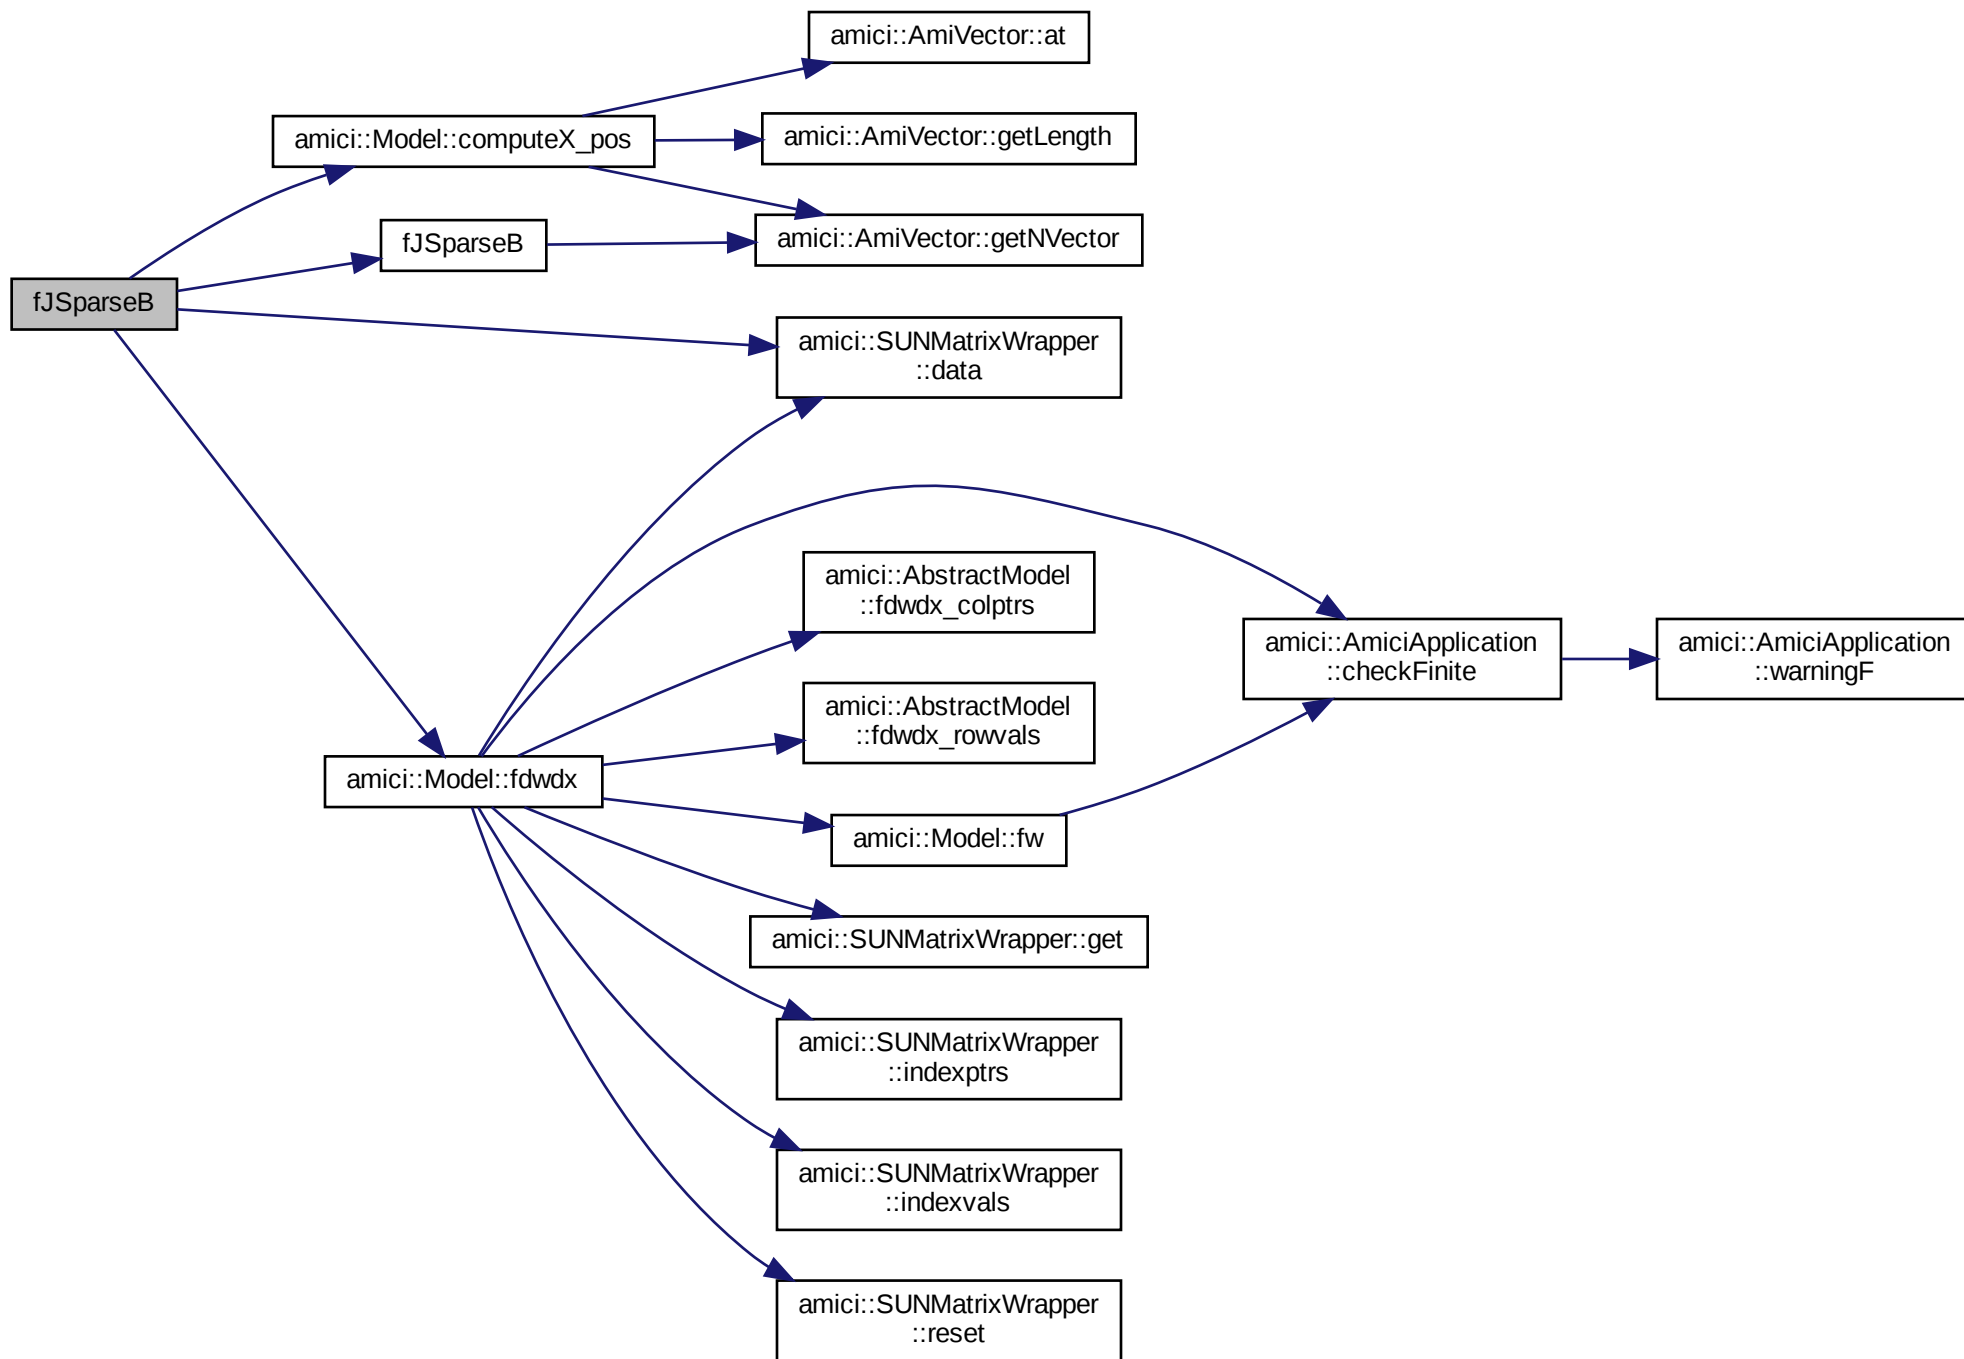 amici::AmiVector::at
amici::Model::computeX_pos
amici::AmiVector::getLength
fJSparseB
amici::AmiVector::getNVector
fJSparseB
amici::SUNMatrixWrapper
::data
amici::AbstractModel
::fdwdx_colptrs
amici::AmiciApplication
::checkFinite
amici::AmiciApplication
::warningF
amici::AbstractModel
::fdwdx_rowvals
amici::Model::fdwdx
amici::Model::fw
amici::SUNMatrixWrapper::get
amici::SUNMatrixWrapper
::indexptrs
amici::SUNMatrixWrapper
::indexvals
amici::SUNMatrixWrapper
::reset